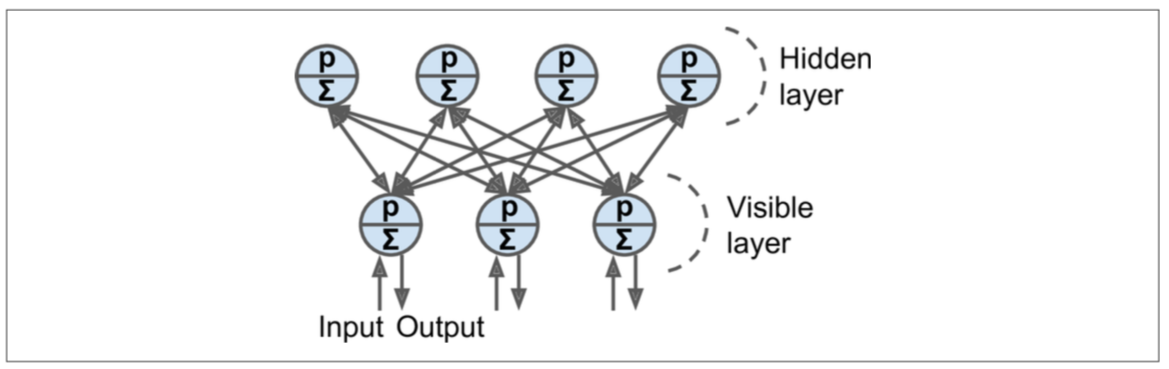 p p p p
Σ Σ Σ Σ
Hidden
layer
p p p
Σ Σ Σ
Visible
layer
Input Output